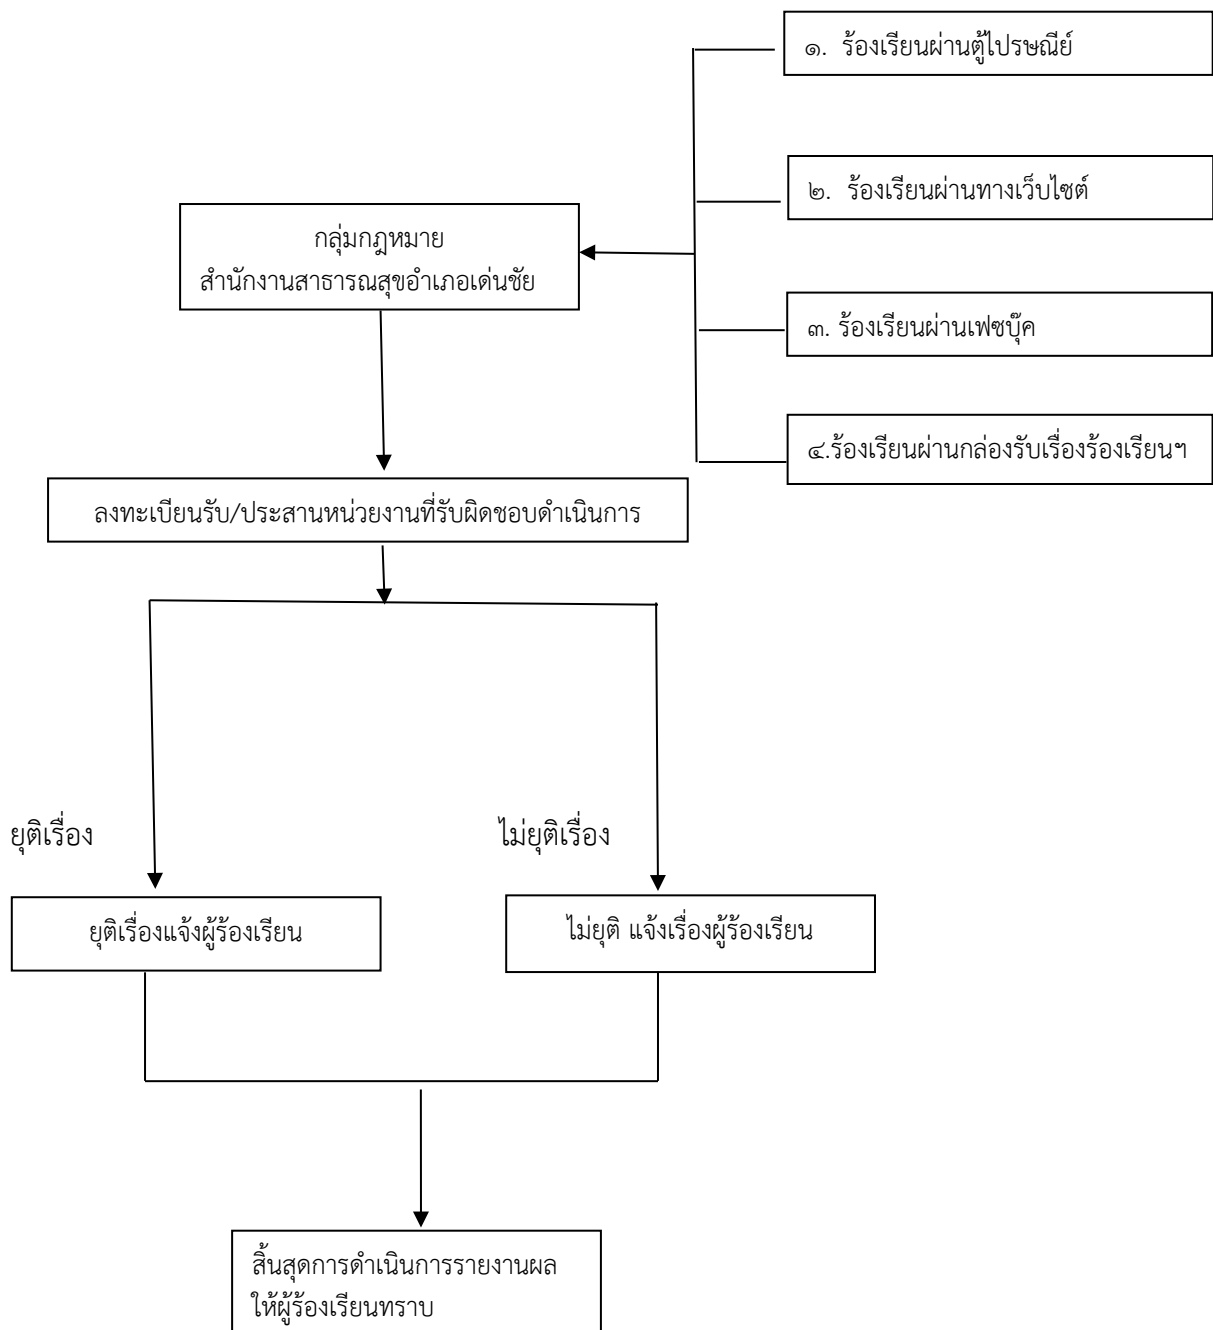 ๑.  ร้องเรียนผ่านตู้ไปรษณีย์
๒.  ร้องเรียนผ่านทางเว็บไซต์
กลุ่มกฎหมาย
สำนักงานสาธารณสุขอำเภอเด่นชัย
๓. ร้องเรียนผ่านเฟซบุ๊ค
๔.ร้องเรียนผ่านกล่องรับเรื่องร้องเรียนฯ
ลงทะเบียนรับ/ประสานหน่วยงานที่รับผิดชอบดำเนินการ
ยุติเรื่อง
ไม่ยุติเรื่อง
ยุติเรื่องแจ้งผู้ร้องเรียน
ไม่ยุติ แจ้งเรื่องผู้ร้องเรียน
สิ้นสุดการดำเนินการรายงานผล
ให้ผู้ร้องเรียนทราบ